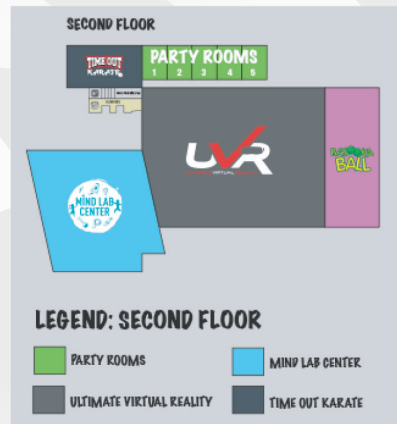 SECOND FLOOR
TIME OUT
KARATE
PARTY ROOMS
1 2 3 4 5
UVR
VIRTUAL
BALL
MIND LAB
CENTER
LEGEND: SECOND FLOOR
PARTY ROOMS
MIND LAB CENTER
ULTIMATE VIRTUAL REALITY
TIME OUT KARATE